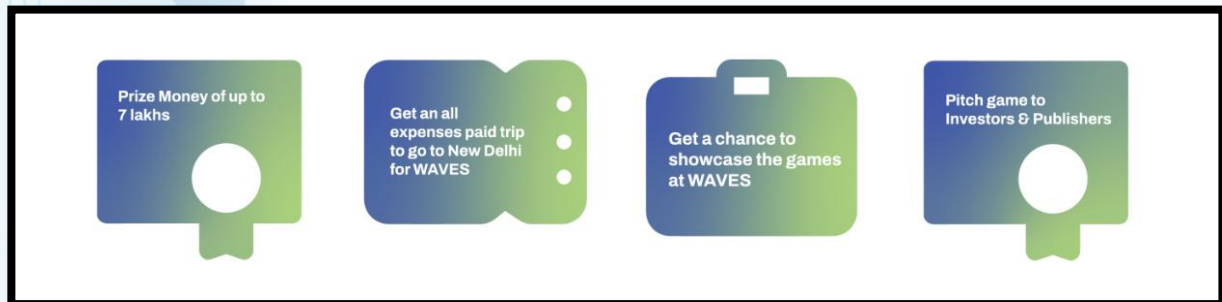 Prize Money of up to
7 lakhs
Get an all
expenses paid trip
to go to New Delhi
for WAVES
Get a chance to
showcase the games
at WAVES
Pitch game to
Investors & Publishers